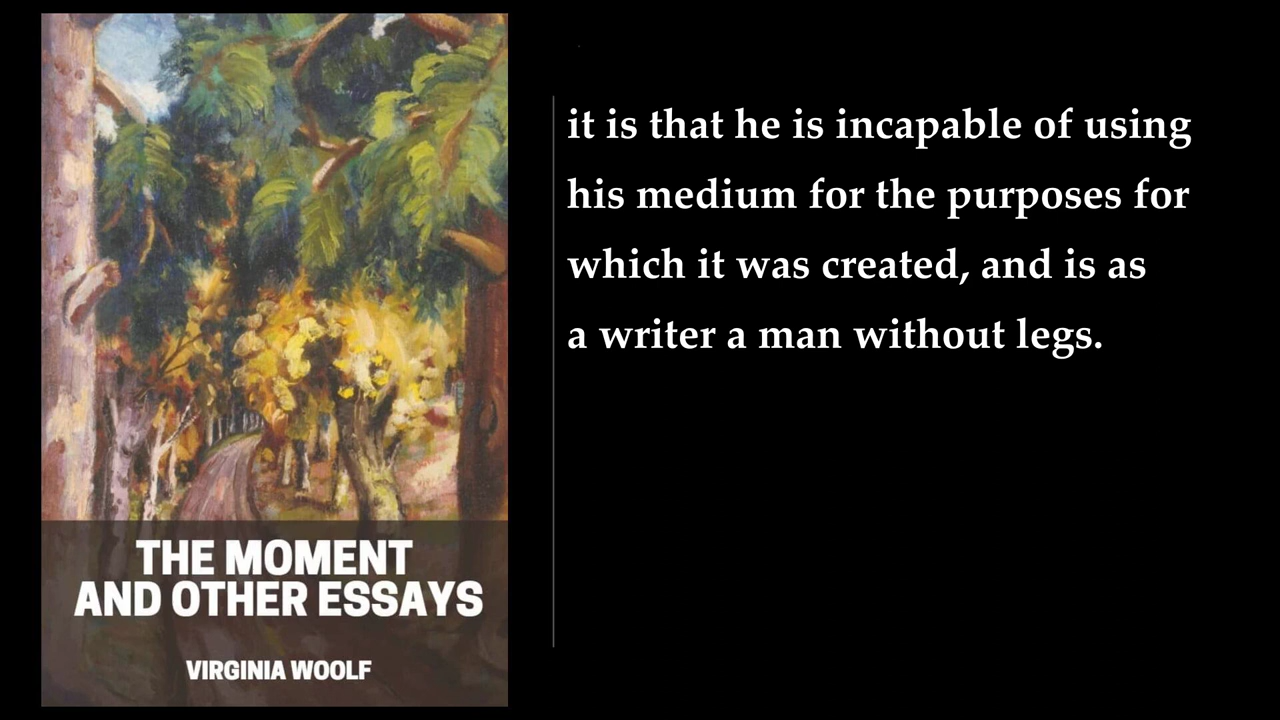 THE MOMENT
AND OTHER ESSAYS
VIRGINIA WOOLF
it is that he is incapable of using
his medium for the purposes for
which it was created, and is as
a writer a man without legs.